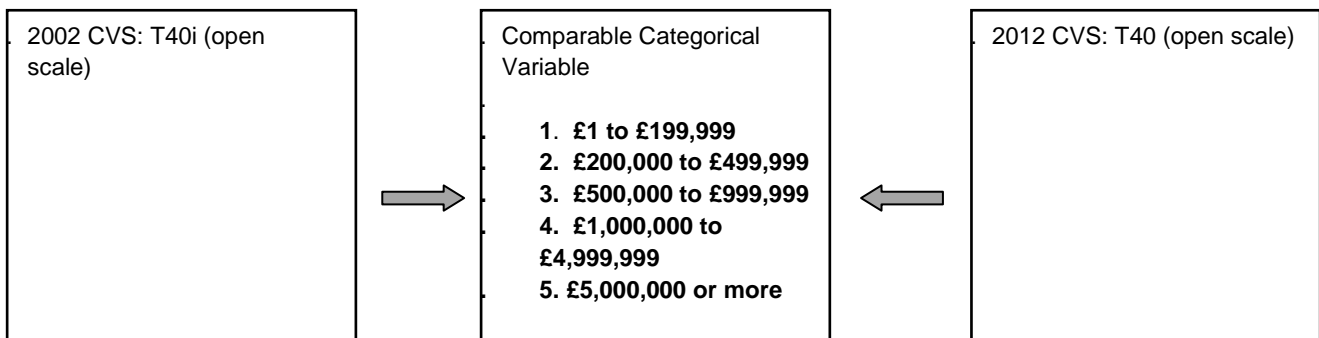 2002 CVS: T40i (open
scale)
Comparable Categorical
Variable
1. £1 to £199,999
2. £200,000 to £499,999
3. £500,000 to £999,999
4. £1,000,000 to
£4,999,999
5. £5,000,000 or more
2012 CVS: T40 (open scale)